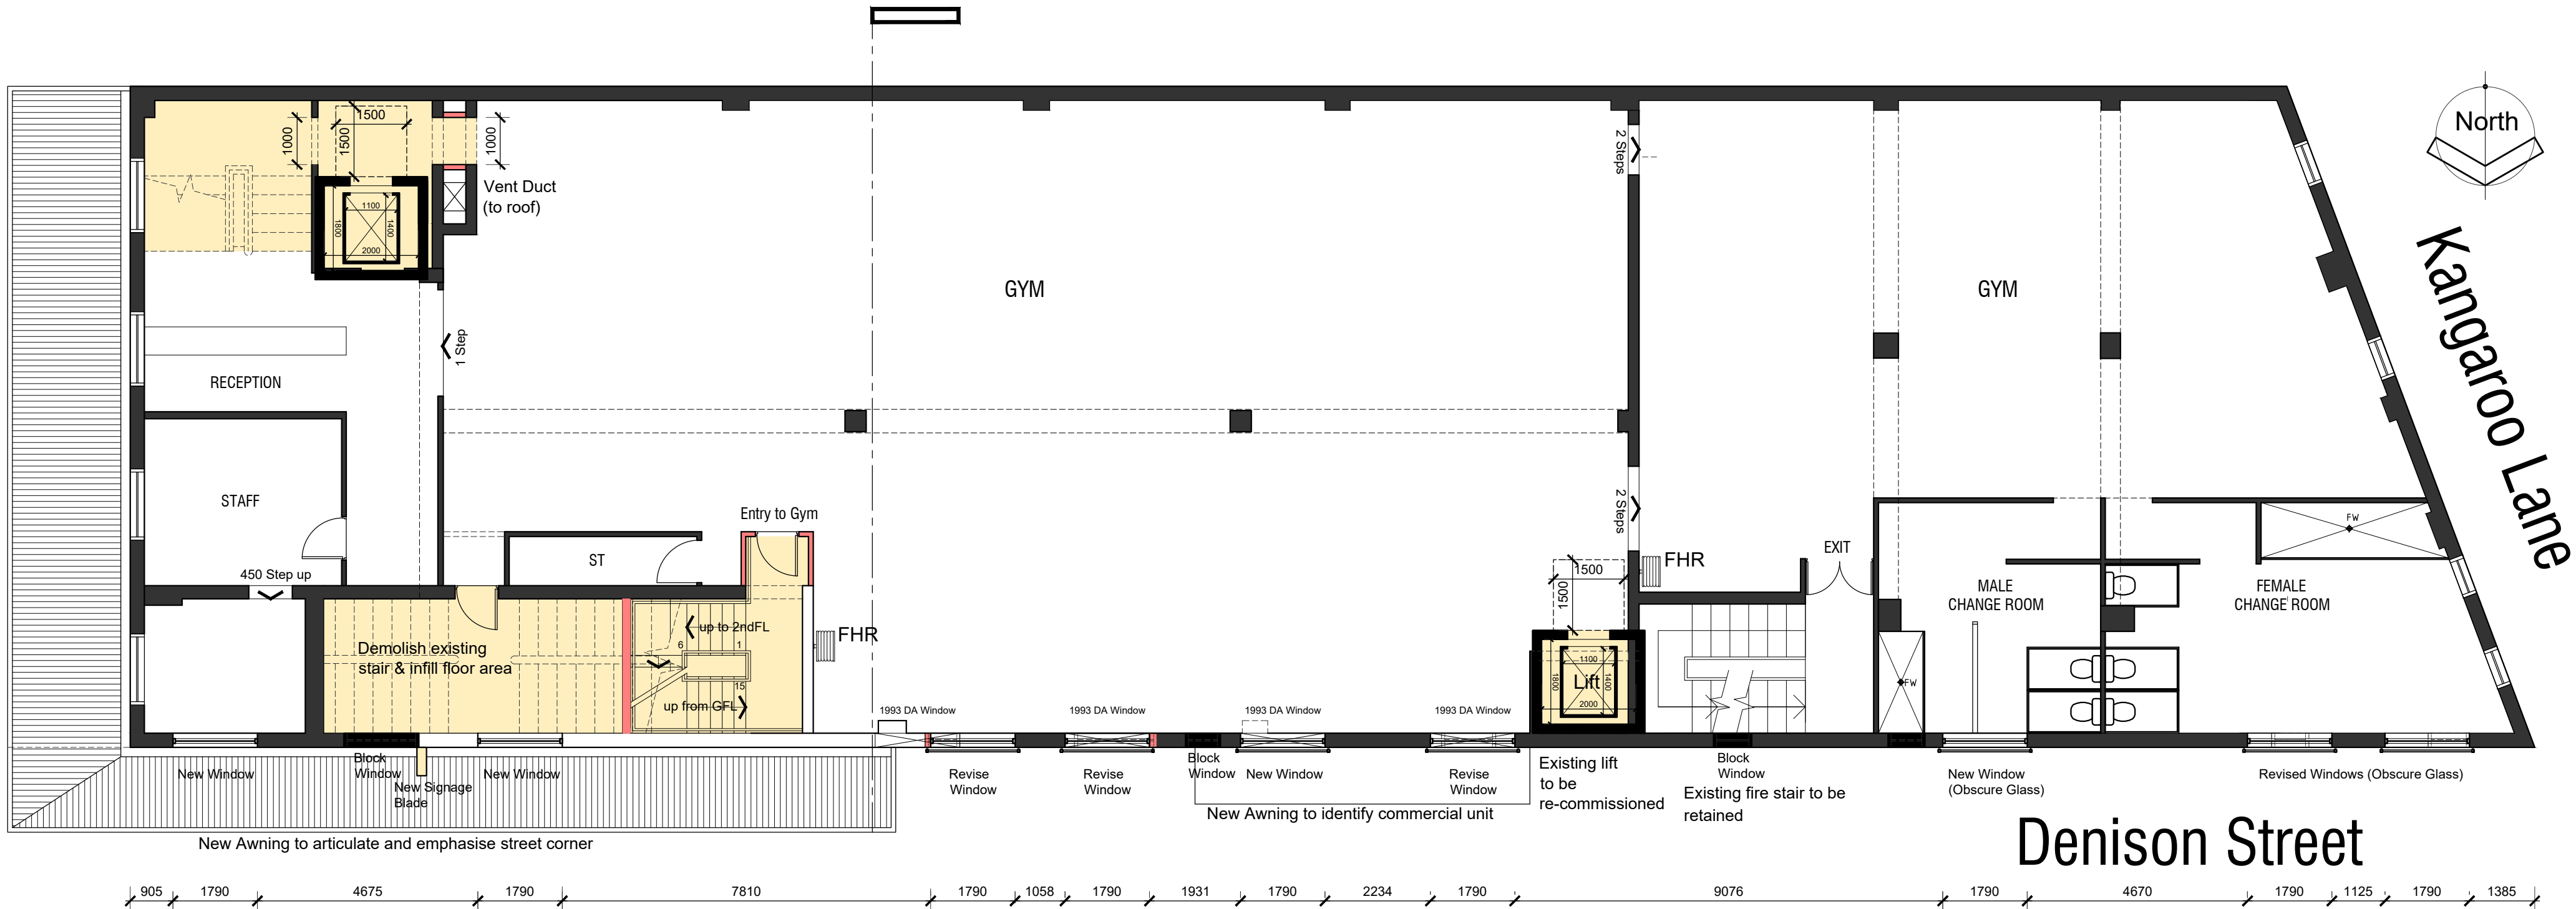 North
Kangaroo Lane
1500
1500
1000
1000
Vent Duct
(to roof)
1100
1800
1400
2000
2 Steps
GYM
GYM
1 Step
RECEPTION
STAFF
450 Step up
ST
Entry to Gym
2 Steps
FHR
EXIT
1500
1500
FW
MALE
CHANGE ROOM
FEMALE
CHANGE ROOM
Demolish existing
stair & infill floor area
up to 2ndFL
6
1
15
up from GFL
FHR
1100
1800
Lift
1400
2000
FW
1993 DA Window
1993 DA Window
1993 DA Window
1993 DA Window
New Window
Block
Window
New Signage
Blade
New Window
Revise
Window
Revise
Window
Block
Window
New Window
Revise
Window
Existing lift
to be
re-commissioned
Block
Window
Existing fire stair to be
retained
New Window
(Obscure Glass)
Revised Windows (Obscure Glass)
New Awning to identify commercial unit
New Awning to articulate and emphasise street corner
Denison Street
905
1790
4675
1790
7810
1790
1058
1790
1931
1790
2234
1790
9076
1790
4670
1790
1125
1790
1385